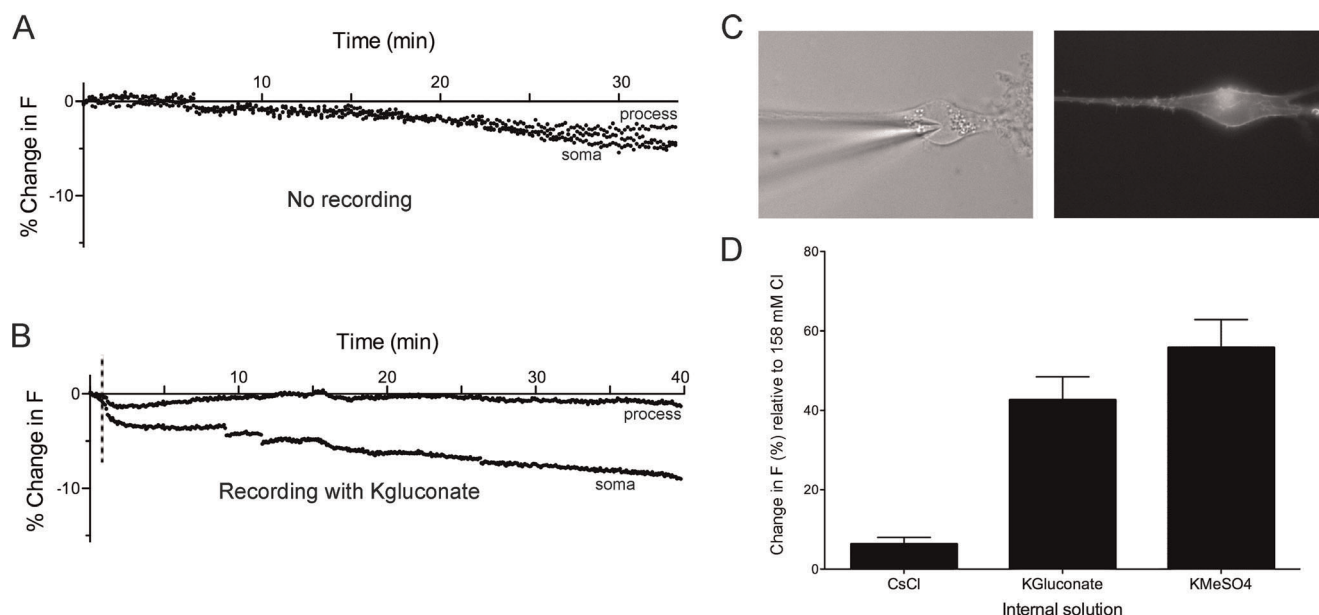 A
Time (min)
10
20
30
0
-10
% Change in F
process
soma
No recording
B
Time (min)
10
20
30
40
0
-10
% Change in F
process
soma
Recording with Kgluconate
C
D
Change in F (%) relative to 158 mM Cl
80
60
40
20
0
CsCl
KGluconate
KMeSO4
Internal solution